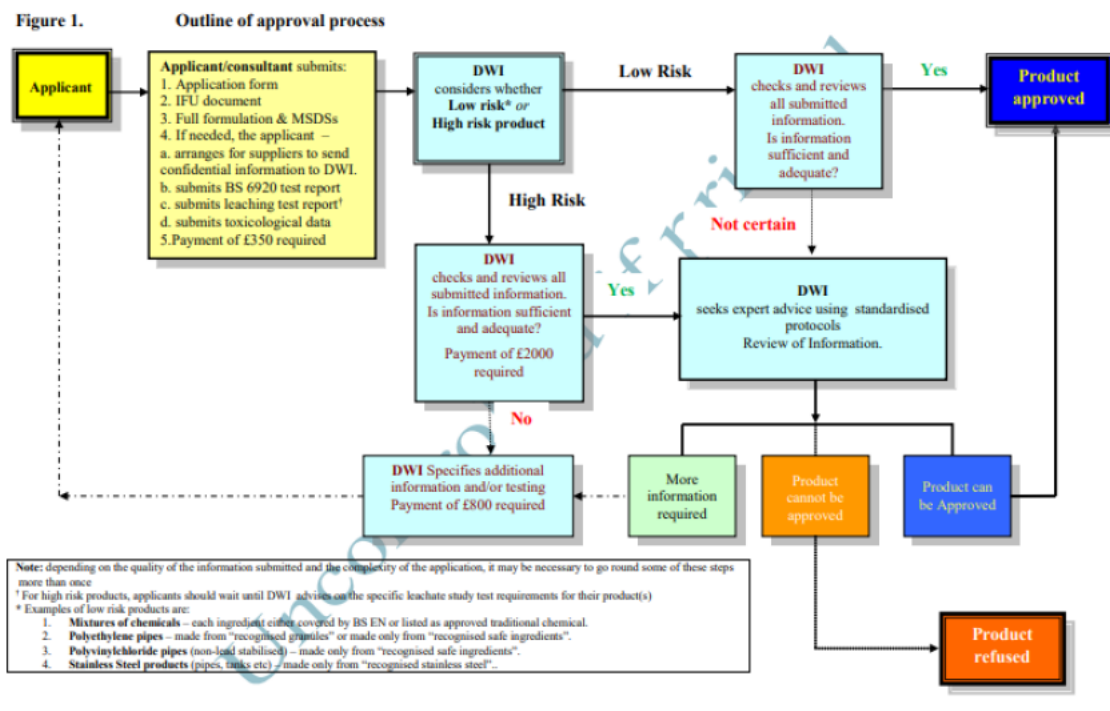 Figure 1. Outline of approval process
Applicant
Applicant/consultant submits:
1. Application form
2. IFU document
3. Full formulation & MSDSs
4. If needed, the applicant –
a. arranges for suppliers to send
confidential information to DWI.
b. submits BS 6920 test report
c. submits leaching test report†
d. submits toxicological data
5.Payment of £350 required
DWI
considers whether
Low risk* or
High risk product
Low Risk
DWI
checks and reviews
all submitted
information.
Is information
sufficient and
adequate?
Yes
Product
approved
High Risk
Not certain
DWI
checks and reviews all
submitted information.
Is information sufficient
and adequate?
Payment of £2000
required
Yes
DWI
seeks expert advice using standardised
protocols
Review of Information.
No
DWI Specifies additional
information and/or testing
Payment of £800 required
More
information
required
Product
cannot be
approved
Product can
be Approved
Note: depending on the quality of the information submitted and the complexity of the application, it may be necessary to go round some of these steps
more than once
† For high risk products, applicants should wait until DWI advises on the specific leachate study test requirements for their product(s)
* Examples of low risk products are:
1. Mixtures of chemicals – each ingredient either covered by BS EN or listed as approved traditional chemical.
2. Polyethylene pipes – made from “recognised granules” or made only from “recognised safe ingredients”.
3. Polyvinylchloride pipes (non-lead stabilised) – made only from “recognised safe ingredients”.
4. Stainless Steel products (pipes, tanks etc) – made only from “recognised stainless steel”..
Product
refused